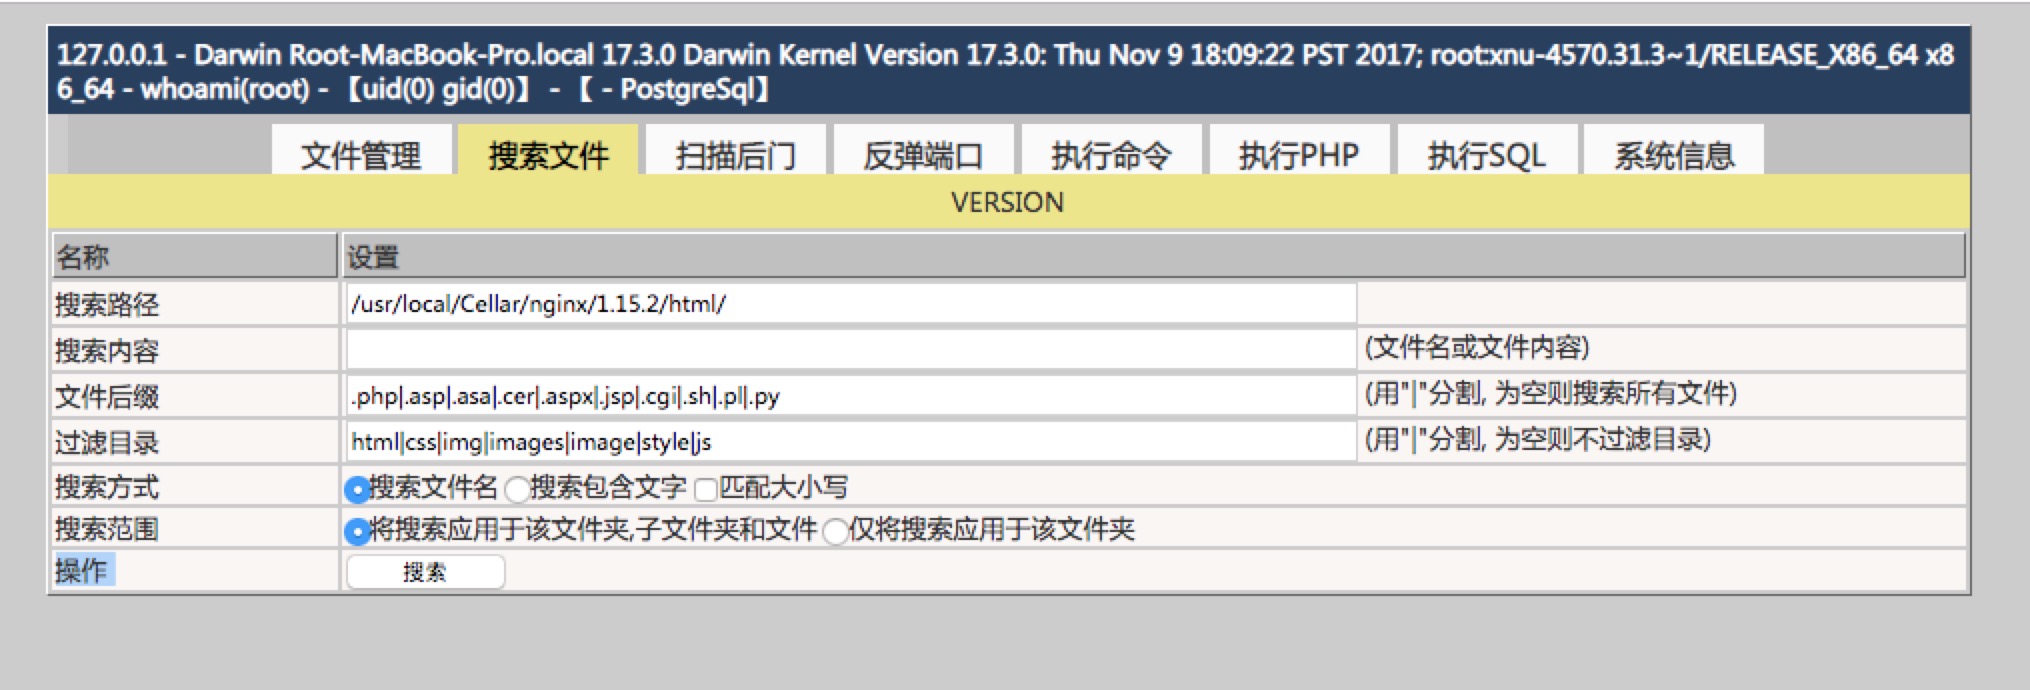 127.0.0.1 - Darwin Root-MacBook-Pro.local 17.3.0 Darwin Kernel Version 17.3.0: Thu Nov 9 18:09:22 PST 2017; root:xnu-4570.31.3~1/RELEASE_X86_64 x8
6_64 - whoami(root) - 【uid(0) gid(0)】 - 【 - PostgreSql】
文件管理 搜索文件 扫描后门 反弹端口 执行命令 执行PHP 执行SQL 系统信息
VERSION
名称 设置
搜索路径 /usr/local/Cellar/nginx/1.15.2/html/
搜索内容 (文件名或文件内容)
文件后缀 .php|.asp|.asa|.cer|.aspx|.jsp|.cgi|.sh|.pl|.py (用"|"分割, 为空则搜索所有文件)
过滤目录 html|css|img|images|image|style|js (用"|"分割, 为空则不过滤目录)
搜索方式 搜索文件名 搜索包含文字 匹配大小写
搜索范围 将搜索应用于该文件夹,子文件夹和文件 仅将搜索应用于该文件夹
操作 搜索